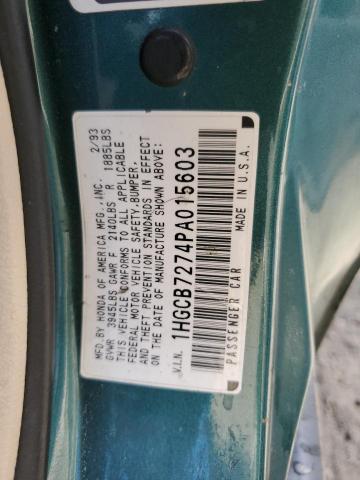 MFD. BY HONDA OF AMERICA MFG., INC. 2/93
GVWR 3945LBS GAWR F 2140LBS R 1885LBS
THIS VEHICLE CONFORMS TO ALL APPLICABLE
FEDERAL MOTOR VEHICLE SAFETY,BUMPER,
AND THEFT PREVENTION STANDARDS IN EFFECT
ON THE DATE OF MANUFACTURE SHOWN ABOVE:
V.I.N. 1HGCB7274PA015603
PASSENGER CAR MADE IN U.S.A.